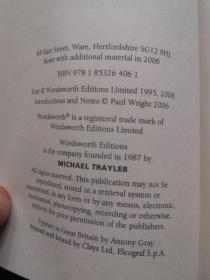 8B East Street, Ware, Hertfordshire SG12 9HJ
Reset with additional material in 2006
ISBN 978 1 85326 406 1
Text © Wordsworth Editions Limited 1995, 2006
Introductions and Notes © Paul Wright 2006
Wordsworth® is a registered trade mark of
Wordsworth Editions Limited
Wordsworth Editions
is the company founded in 1987 by
MICHAEL TRAYLER
All rights reserved. This publication may not be
reproduced, stored in a retrieval system or
transmitted, in any form or by any means, electronic,
mechanical, photocopying, recording or otherwise,
without the prior permission of the publishers.
Typeset in Great Britain by Antony Gray
Printed and bound by Clays Ltd, Elcograf S.p.A.